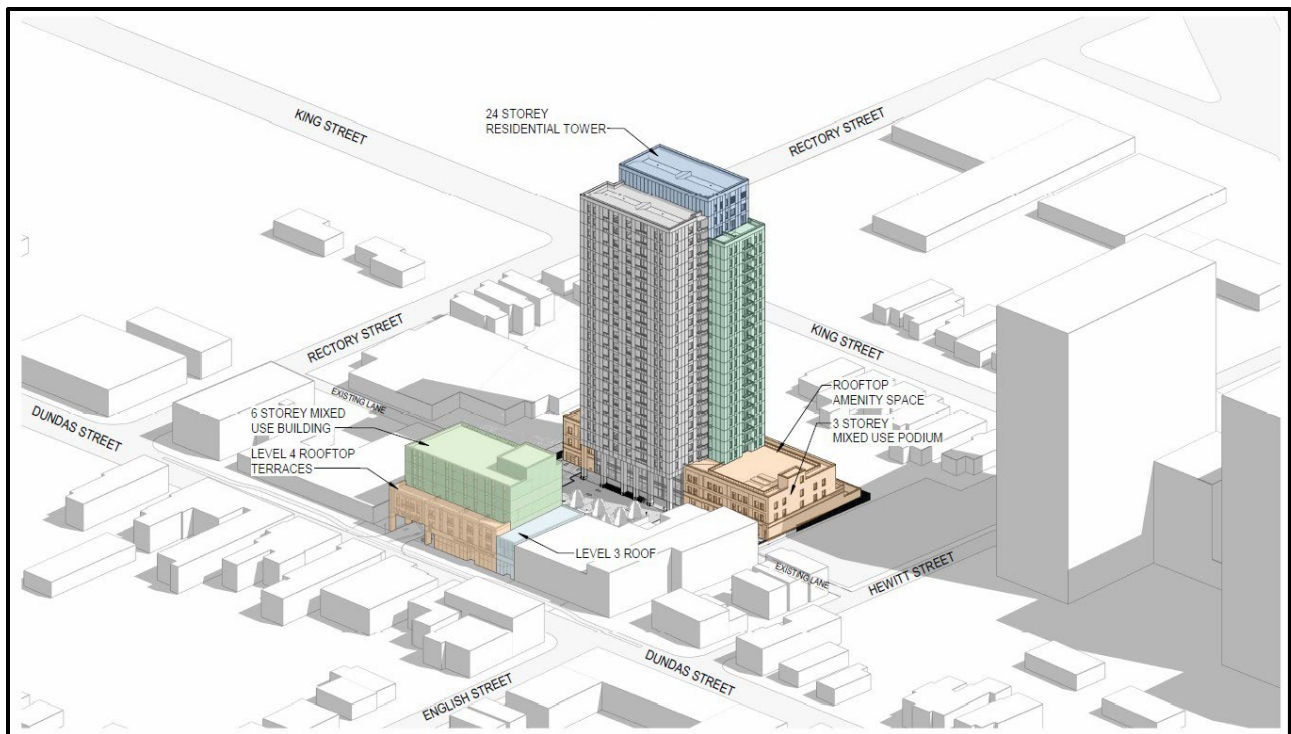 24 STOREY
RESIDENTIAL TOWER
KING STREET
RECTORY STREET
RECTORY STREET
KING STREET
EXISTING LANE
ROOFTOP
AMENITY SPACE
3 STOREY
MIXED USE PODIUM
DUNDAS STREET
6 STOREY MIXED
USE BUILDING
LEVEL 4 ROOFTOP
TERRACES
LEVEL 3 ROOF
EXISTING LANE
HEWITT STREET
DUNDAS STREET
ENGLISH STREET